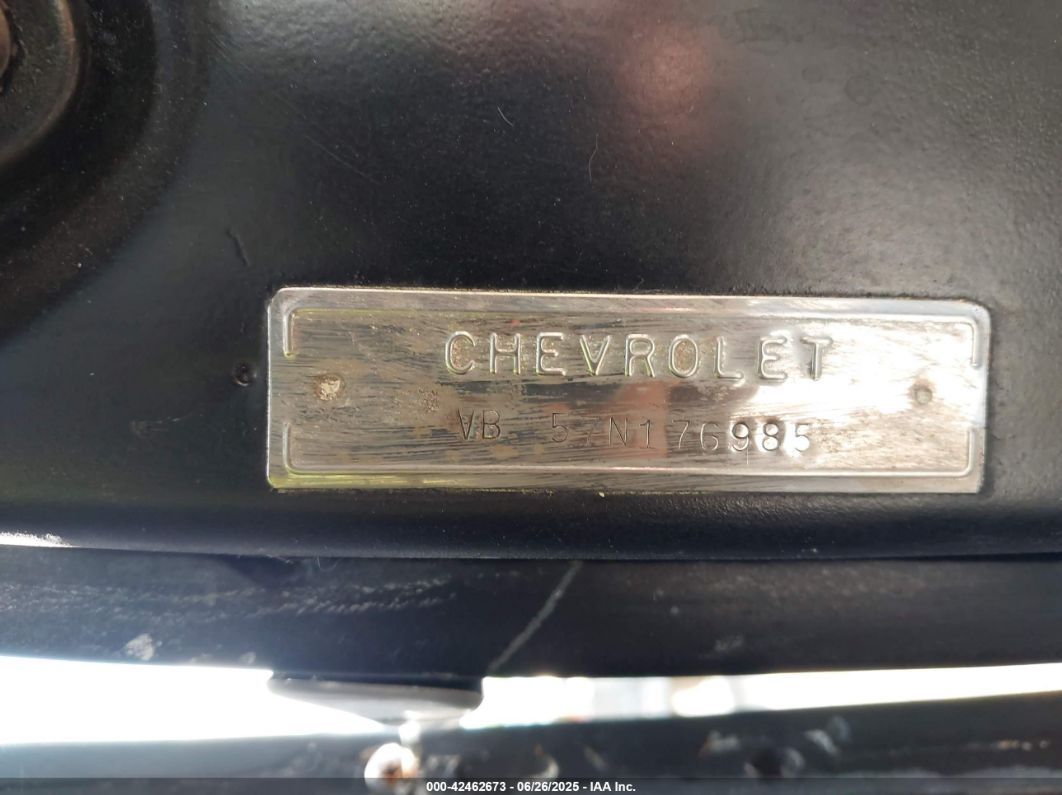 CHEVROLET
VB 57N176985
000-42462673 - 06/26/2025 - IAA Inc.